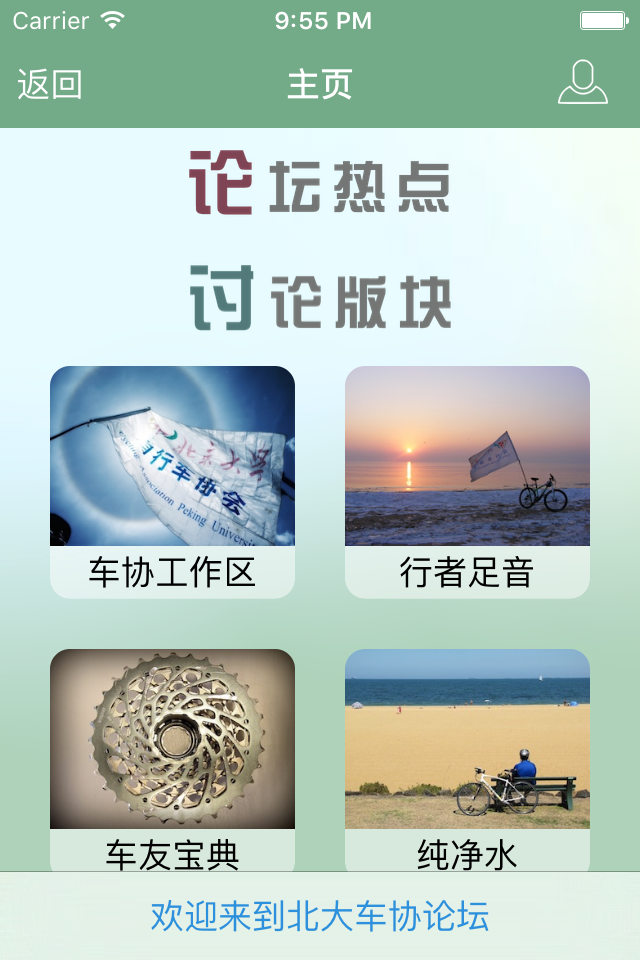 Carrier 9:55 PM
返回 主页
论坛热点
讨论版块
北京大学
自行车协会
Cycling Association Peking University
车协工作区
行者足音
车友宝典
纯净水
欢迎来到北大车协论坛